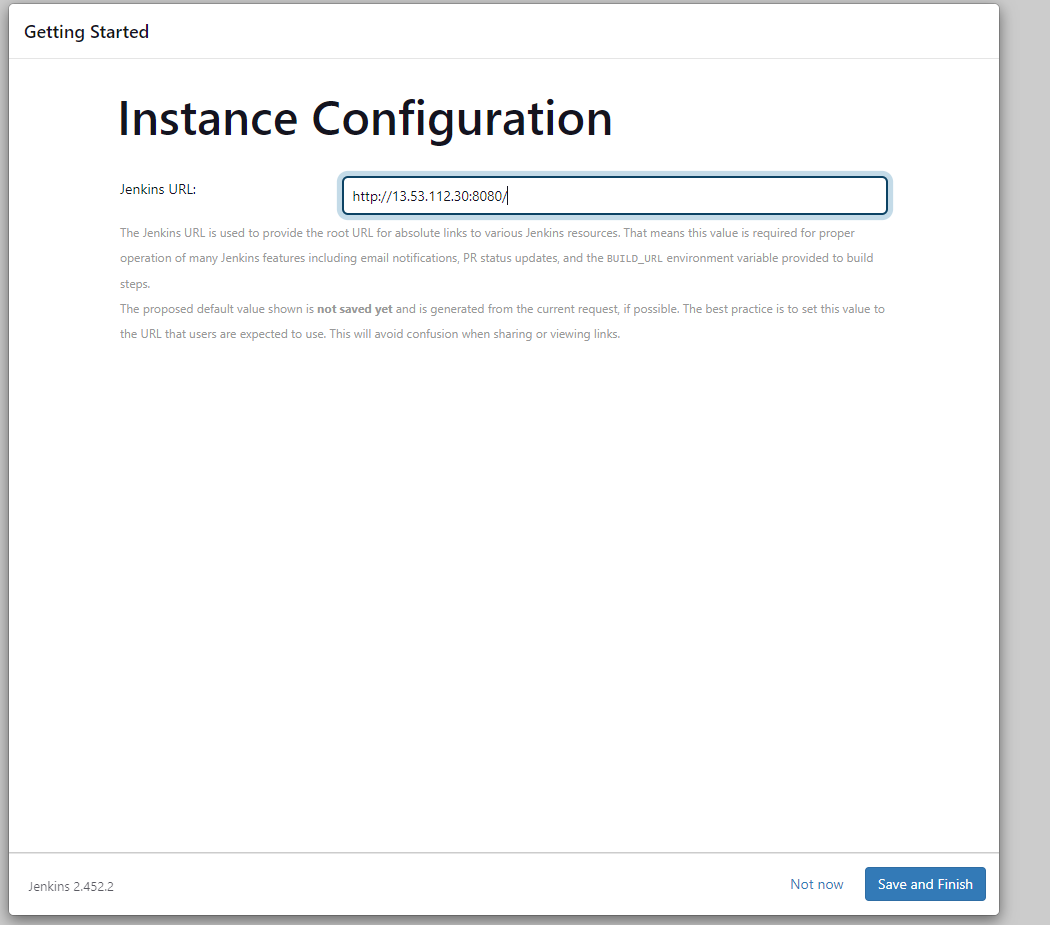 Getting Started
Instance Configuration
Jenkins URL:
http://13.53.112.30:8080/
The Jenkins URL is used to provide the root URL for absolute links to various Jenkins resources. That means this value is required for proper
operation of many Jenkins features including email notifications, PR status updates, and the BUILD_URL environment variable provided to build
steps.
The proposed default value shown is not saved yet and is generated from the current request, if possible. The best practice is to set this value to
the URL that users are expected to use. This will avoid confusion when sharing or viewing links.
Jenkins 2.452.2
Not now
Save and Finish